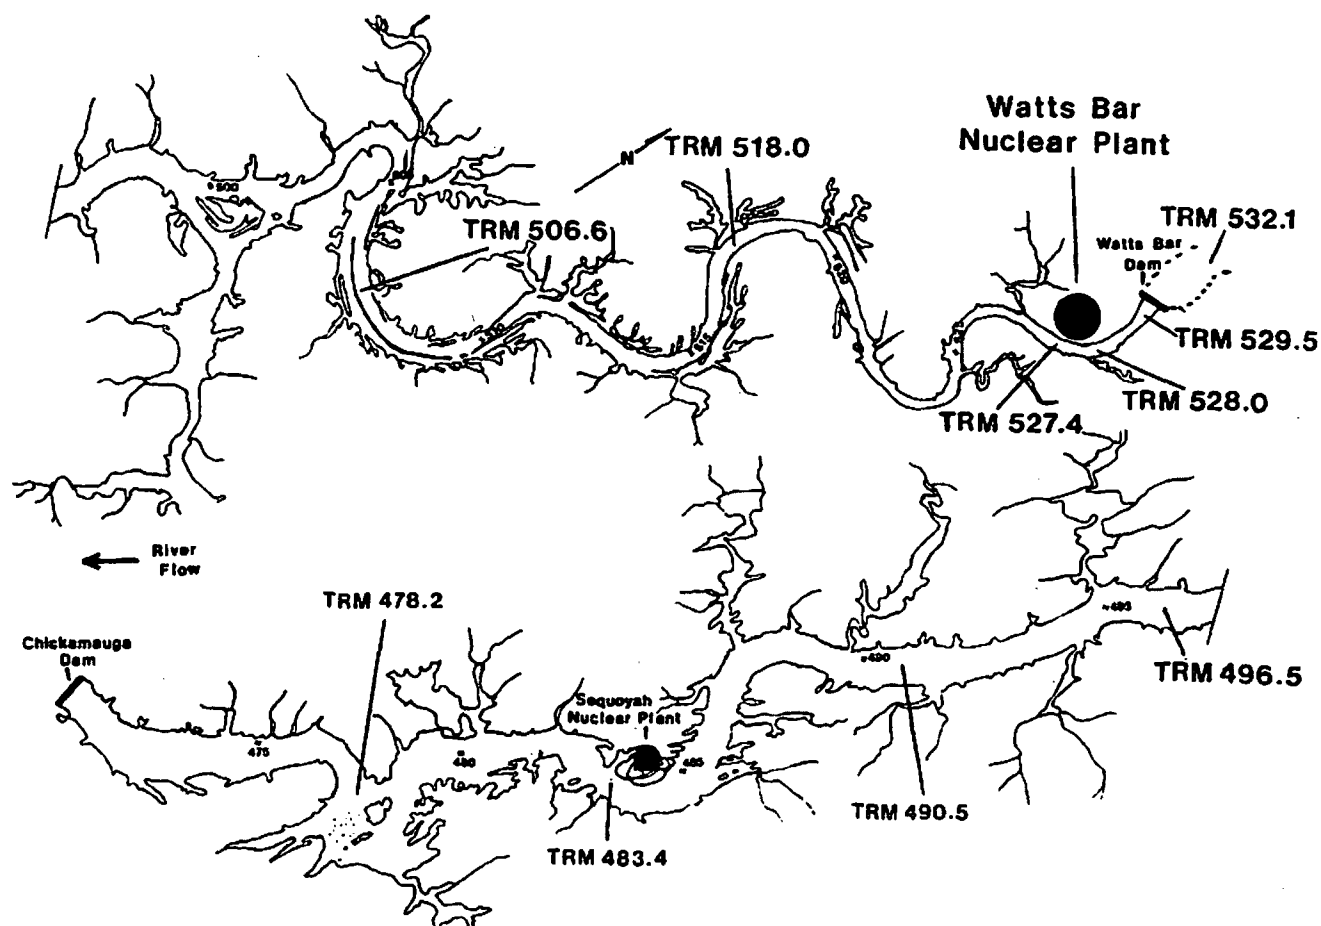 Watts Bar
Nuclear Plant
TRM 518.0
N
TRM 532.1
500
TRM 506.6
Watts Bar
Dam
TRM 529.5
TRM 528.0
TRM 527.4
River
Flow
TRM 478.2
495
Chickamauga
Dam
490
TRM 496.5
Sequoyah
Nuclear Plant
475
480
485
TRM 490.5
TRM 483.4